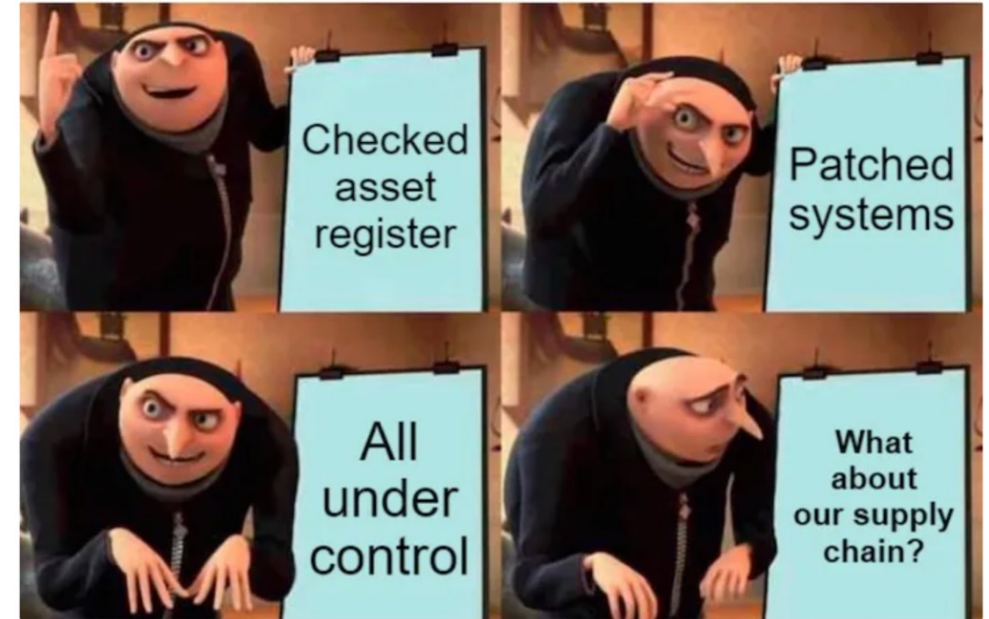 Checked
asset
register
Patched
systems
All
under
control
What
about
our supply
chain?